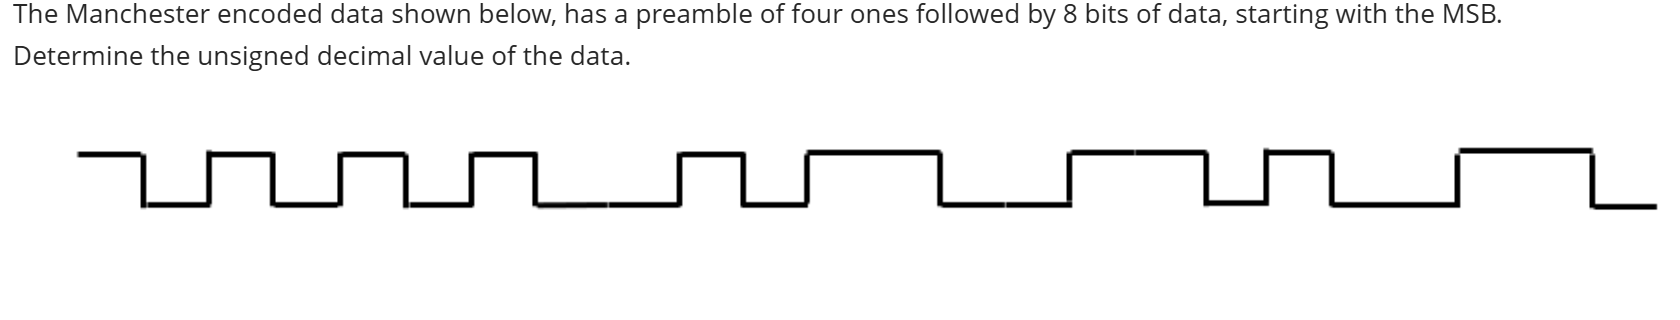 The Manchester encoded data shown below, has a preamble of four ones followed by 8 bits of data, starting with the MSB.
Determine the unsigned decimal value of the data.